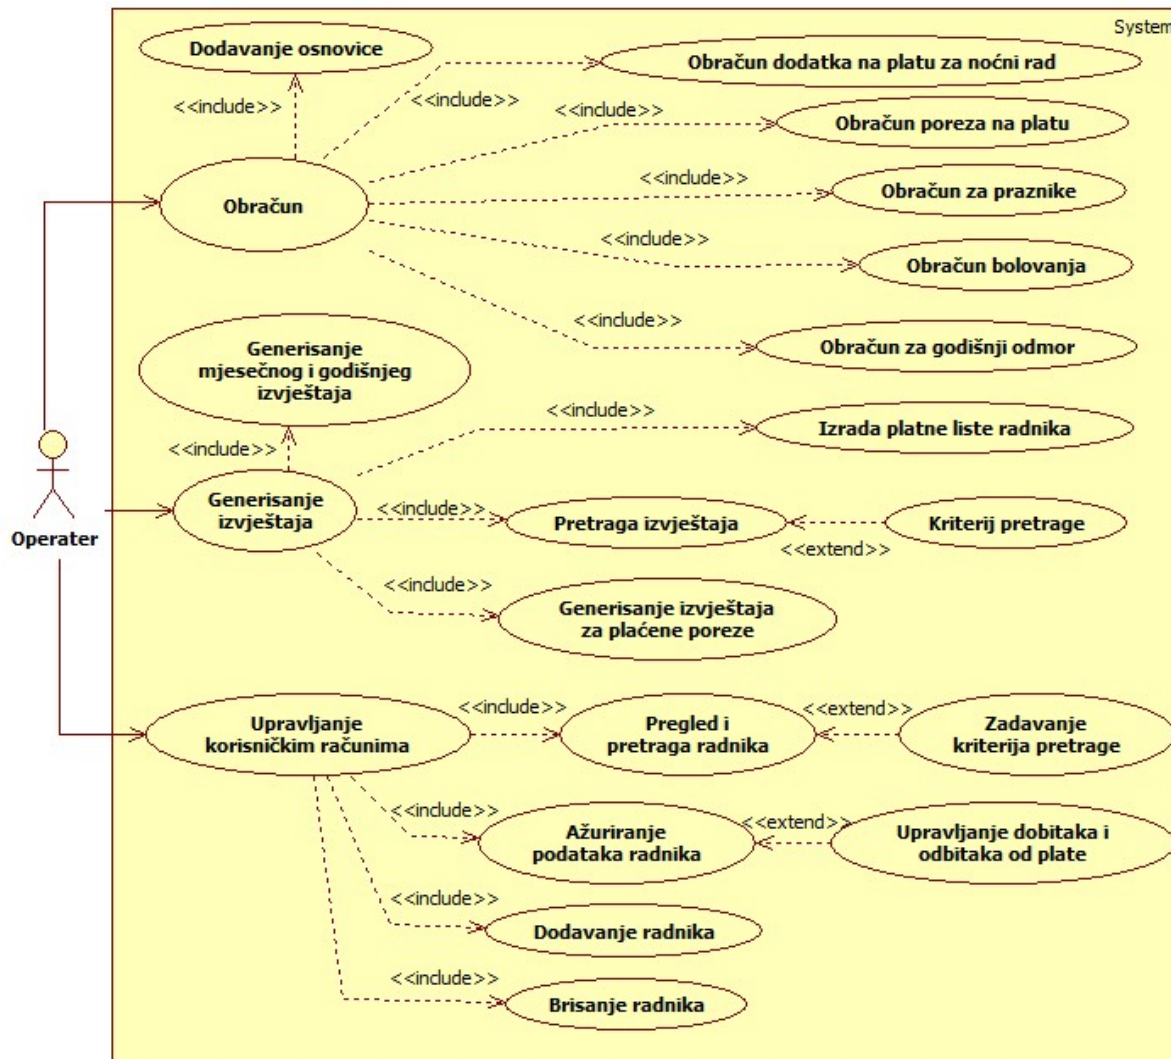 System
Dodavanje osnovice
Obračun dodatka na platu za noćni rad
<<include>>
<<include>>
<<include>>
Obračun poreza na platu
<<include>>
Obračun za praznike
Obračun
<<include>>
Obračun bolovanja
<<include>>
Obračun za godišnji odmor
Generisanje
mjesečnog i godišnjeg
izvještaja
<<include>>
Izrada platne liste radnika
<<include>>
Generisanje
izvještaja
<<include>>
Pretraga izvještaja
Kriterij pretrage
<<extend>>
Operater
<<include>>
Generisanje izvještaja
za plaćene poreze
Upravljanje
korisničkim računima
<<include>>
Pregled i
pretraga radnika
<<extend>>
Zadavanje
kriterija pretrage
<<include>>
Ažuriranje
podataka radnika
<<extend>>
Upravljanje dobitaka i
odbitaka od plate
<<include>>
Dodavanje radnika
<<include>>
Brisanje radnika